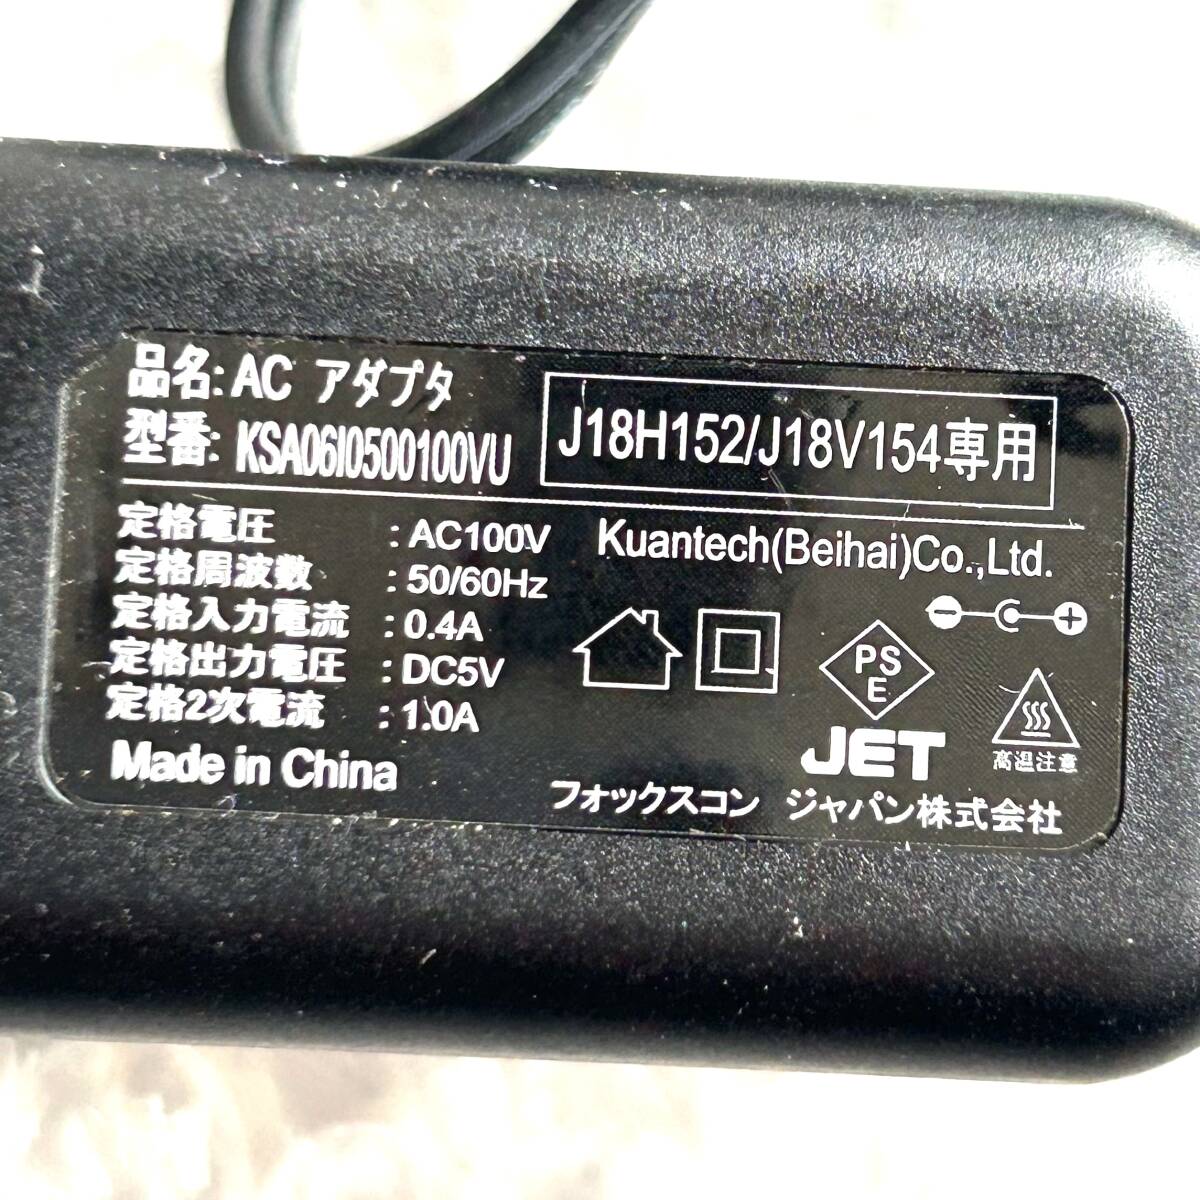 品名: AC アダプタ
型番: KSA06I0500100VU
J18H152/J18V154専用
定格電圧 : AC100V
定格周波数 : 50/60Hz
定格入力電流 : 0.4A
定格出力電圧 : DC5V
定格2次電流 : 1.0A
Made in China
Kuantech(Beihai)Co.,Ltd.
PS
E
JET
高温注意
フォックスコン ジャパン株式会社